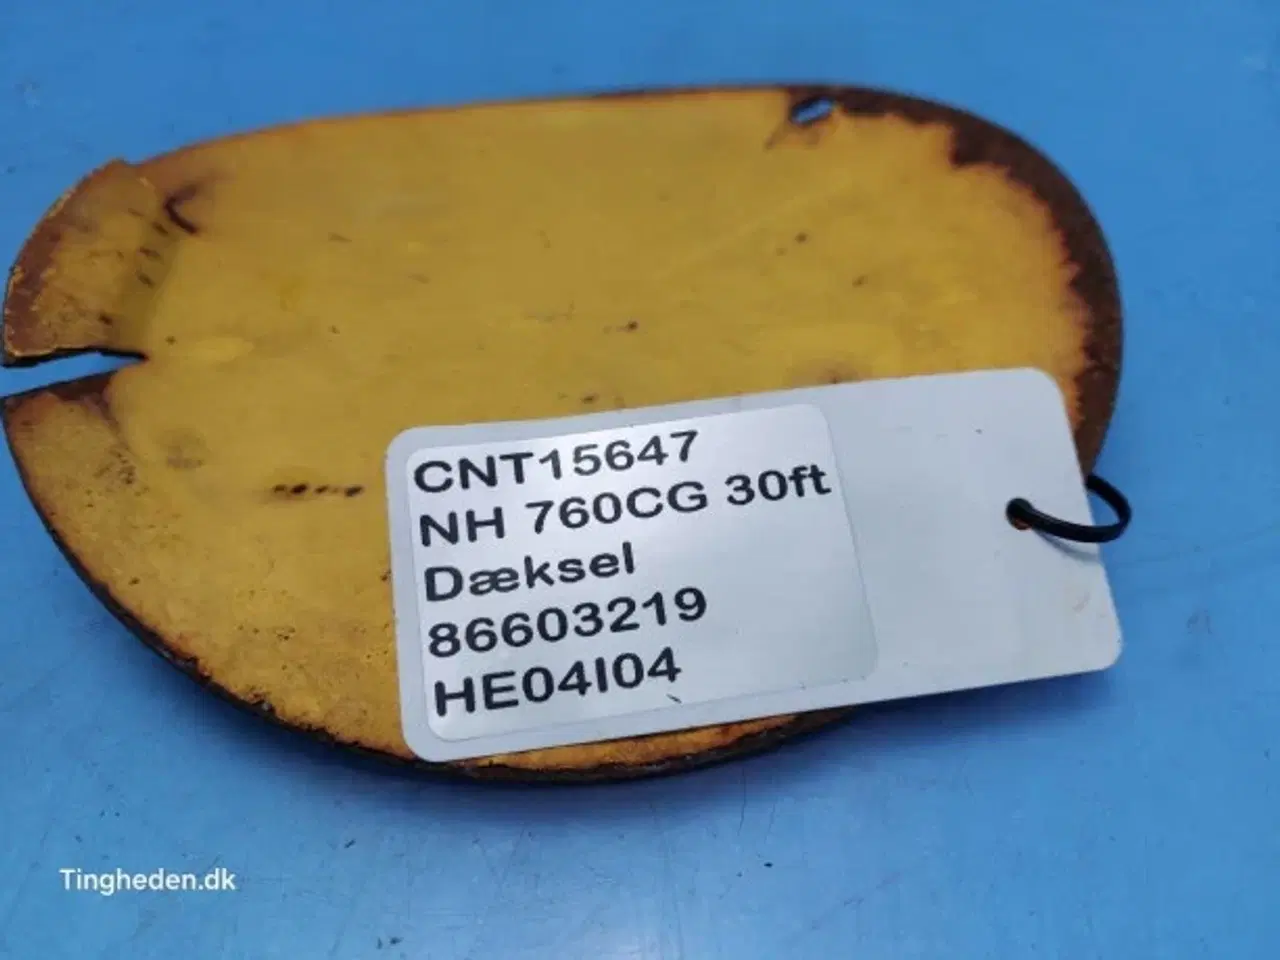 CNT15647
NH 760CG 30ft
Dæksel
86603219
HE04I04
Tingheden.dk